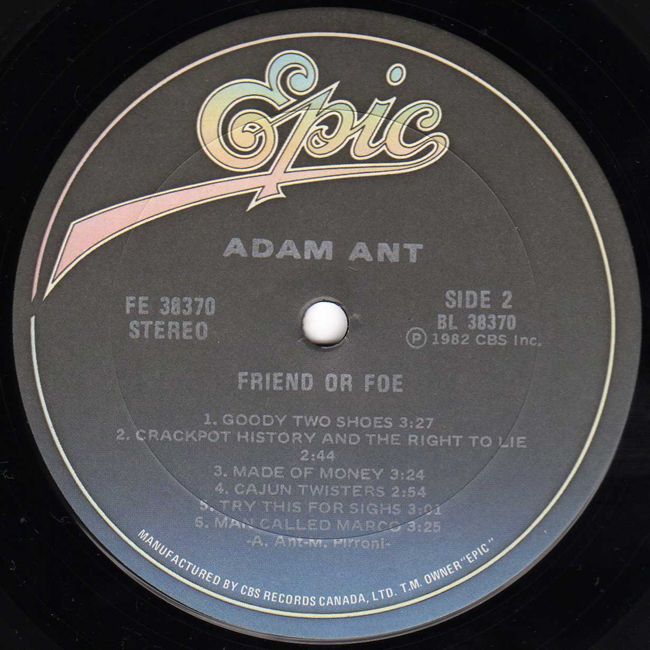 Epic
ADAM ANT
FE 38370
STEREO
SIDE 2
BL 38370
Ⓟ 1982 CBS Inc.
FRIEND OR FOE
1. GOODY TWO SHOES 3:27
2. CRACKPOT HISTORY AND THE RIGHT TO LIE
2:44
3. MADE OF MONEY 3:24
4. CAJUN TWISTERS 2:54
5. TRY THIS FOR SIGHS 3:01
6. MAN CALLED MARCO 3:25
-A. Ant-M. Pirroni-
MANUFACTURED BY CBS RECORDS CANADA, LTD. T.M. OWNER "EPIC"